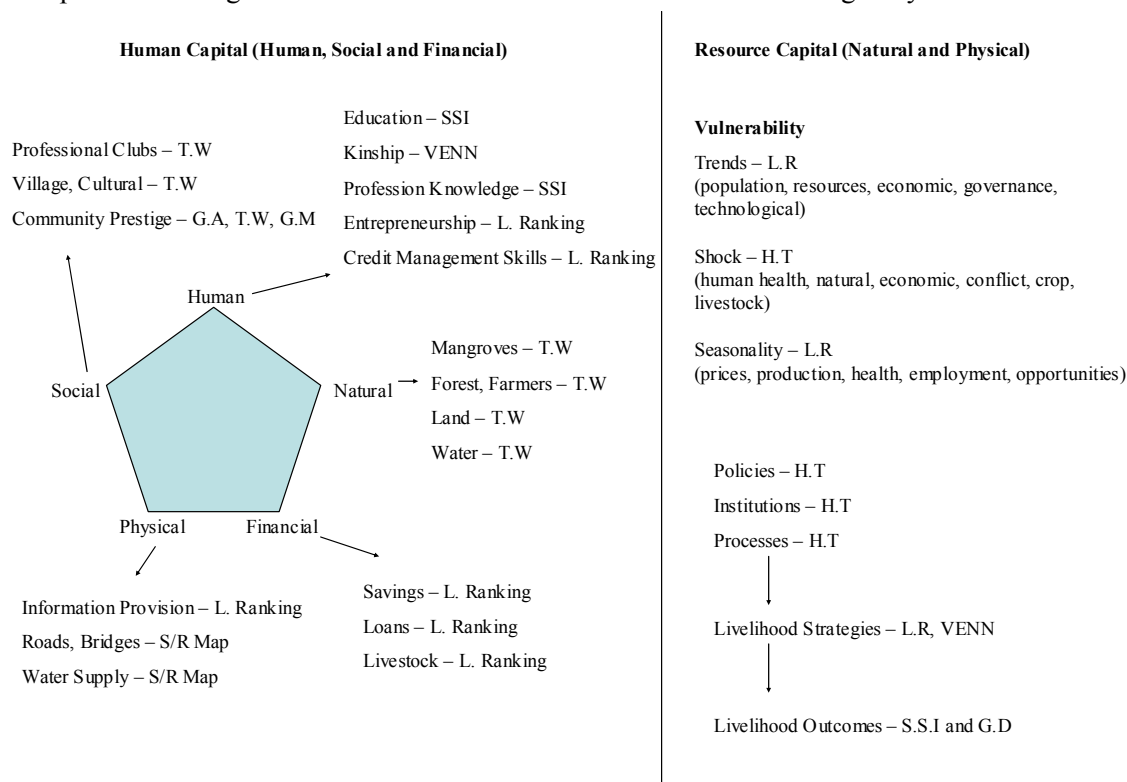 Human Capital (Human, Social and Financial)
Education – SSI
Kinship – VENN
Profession Knowledge – SSI
Entrepreneurship – L. Ranking
Credit Management Skills – L. Ranking
Professional Clubs – T.W
Village, Cultural – T.W
Community Prestige – G.A, T.W, G.M
Human
Social
Natural
Mangroves – T.W
Forest, Farmers – T.W
Land – T.W
Water – T.W
Physical
Financial
Information Provision – L. Ranking
Roads, Bridges – S/R Map
Water Supply – S/R Map
Savings – L. Ranking
Loans – L. Ranking
Livestock – L. Ranking
Resource Capital (Natural and Physical)
Vulnerability
Trends – L.R
(population, resources, economic, governance,
technological)
Shock – H.T
(human health, natural, economic, conflict, crop,
livestock)
Seasonality – L.R
(prices, production, health, employment, opportunities)
Policies – H.T
Institutions – H.T
Processes – H.T
Livelihood Strategies – L.R, VENN
Livelihood Outcomes – S.S.I and G.D